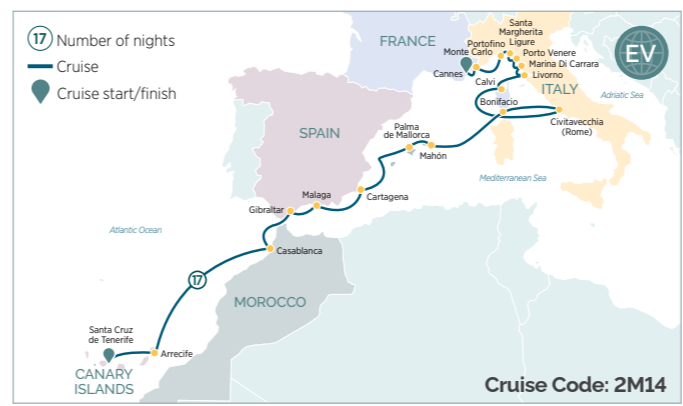 17 Number of nights
Cruise
Cruise start/finish
EV
FRANCE
SPAIN
ITALY
MOROCCO
CANARY
ISLANDS
Atlantic Ocean
Mediterranean Sea
Adriatic Sea
Cannes
Monte Carlo
Portofino
Santa
Margherita
Ligure
Porto Venere
Marina Di Carrara
Livorno
Calvi
Bonifacio
Civitavecchia
(Rome)
Mahón
Palma
de Mallorca
Cartagena
Malaga
Gibraltar
Casablanca
17
Arrecife
Santa Cruz
de Tenerife
Cruise Code: 2M14